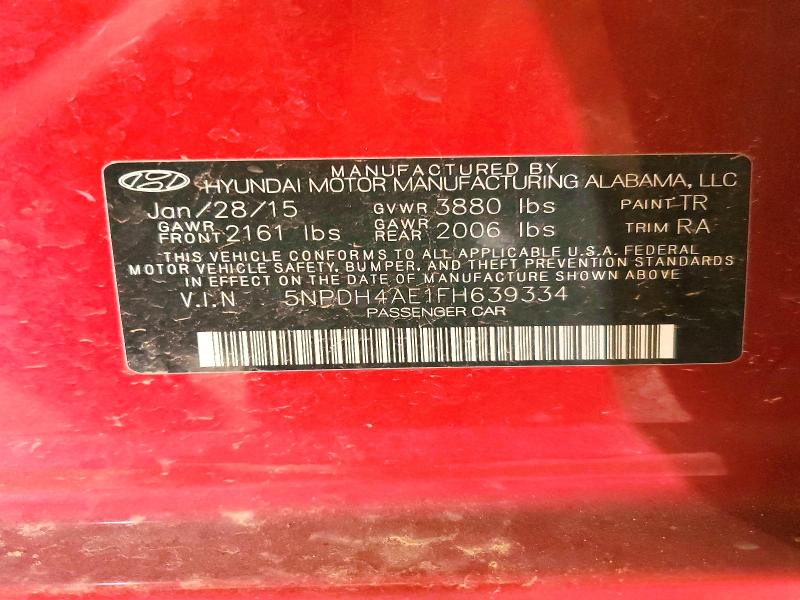 MANUFACTURED BY
HYUNDAI MOTOR MANUFACTURING ALABAMA, LLC
Jan/28/15 GVWR 3880 lbs PAINT TR
GAWR FRONT 2161 lbs GAWR REAR 2006 lbs TRIM RA
THIS VEHICLE CONFORMS TO ALL APPLICABLE U.S.A. FEDERAL
MOTOR VEHICLE SAFETY, BUMPER, AND THEFT PREVENTION STANDARDS
IN EFFECT ON THE DATE OF MANUFACTURE SHOWN ABOVE
V.I.N 5NPDH4AE1FH639334
PASSENGER CAR